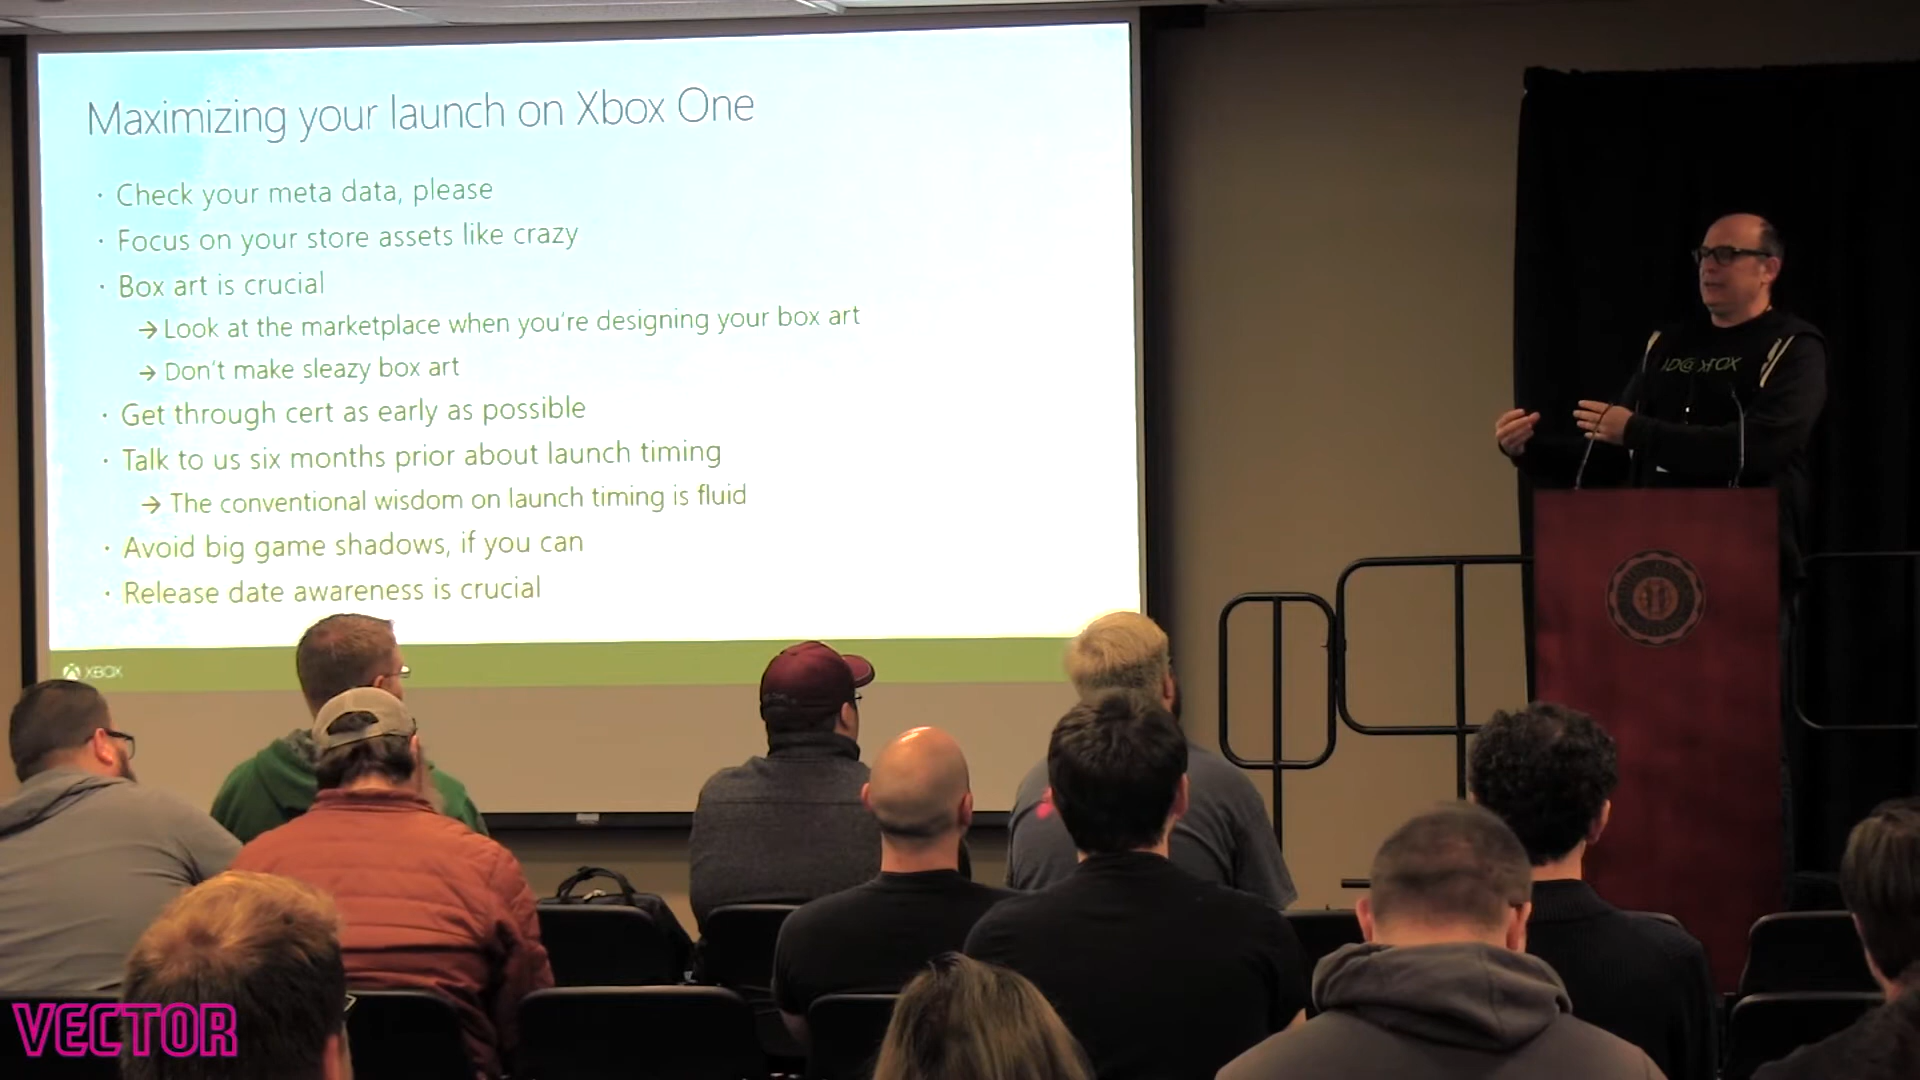 Maximizing your launch on Xbox One
· Check your meta data, please
· Focus on your store assets like crazy
· Box art is crucial
→ Look at the marketplace when you're designing your box art
→ Don't make sleazy box art
· Get through cert as early as possible
· Talk to us six months prior about launch timing
→ The conventional wisdom on launch timing is fluid
· Avoid big game shadows, if you can
· Release date awareness is crucial
XBOX
ID@XBOX
VECTOR